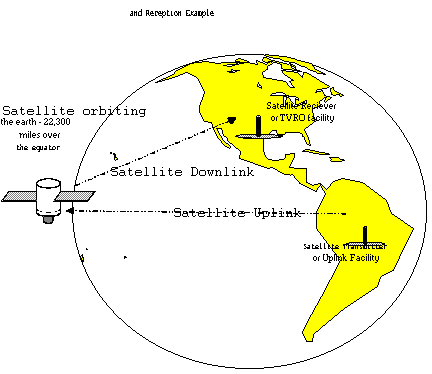 and Rereption Example
Satellite orbiting
the earth - 22,300
miles over
the equator
Satellite Reciever
or TVRO facility
Satellite Downlink
Satellite Uplink
Satellite Transmitter
or Uplink Facility